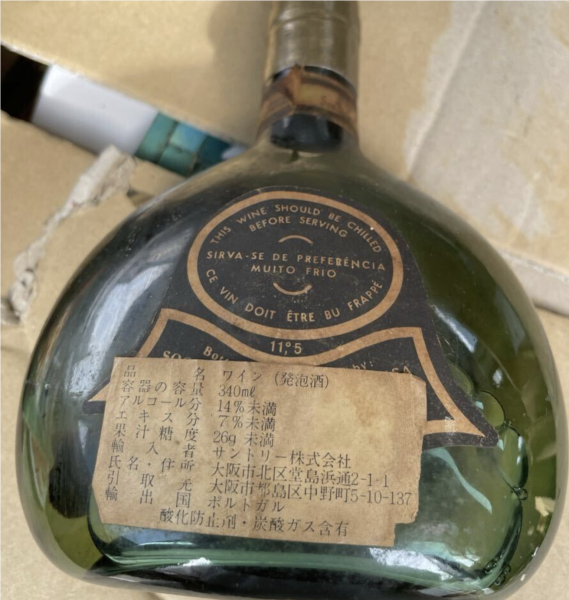 THIS WINE SHOULD BE CHILLED
BEFORE SERVING
SIRVA-SE DE PREFERÊNCIA
MUITO FRIO
CE VIN DOIT ÊTRE BU FRAPPÉ
11,°5
品名 ワイン (発泡酒)
容器の容量 340mℓ
アルコール分 14%未満
エキス分 7%未満
果汁糖度 26g 未満
輸入者 サントリー株式会社
氏名・住所 大阪市北区堂島浜通2-1-1
引取先 大阪市都島区中野町5-10-137
輸出国 ポルトガル
酸化防止剤・炭酸ガス含有